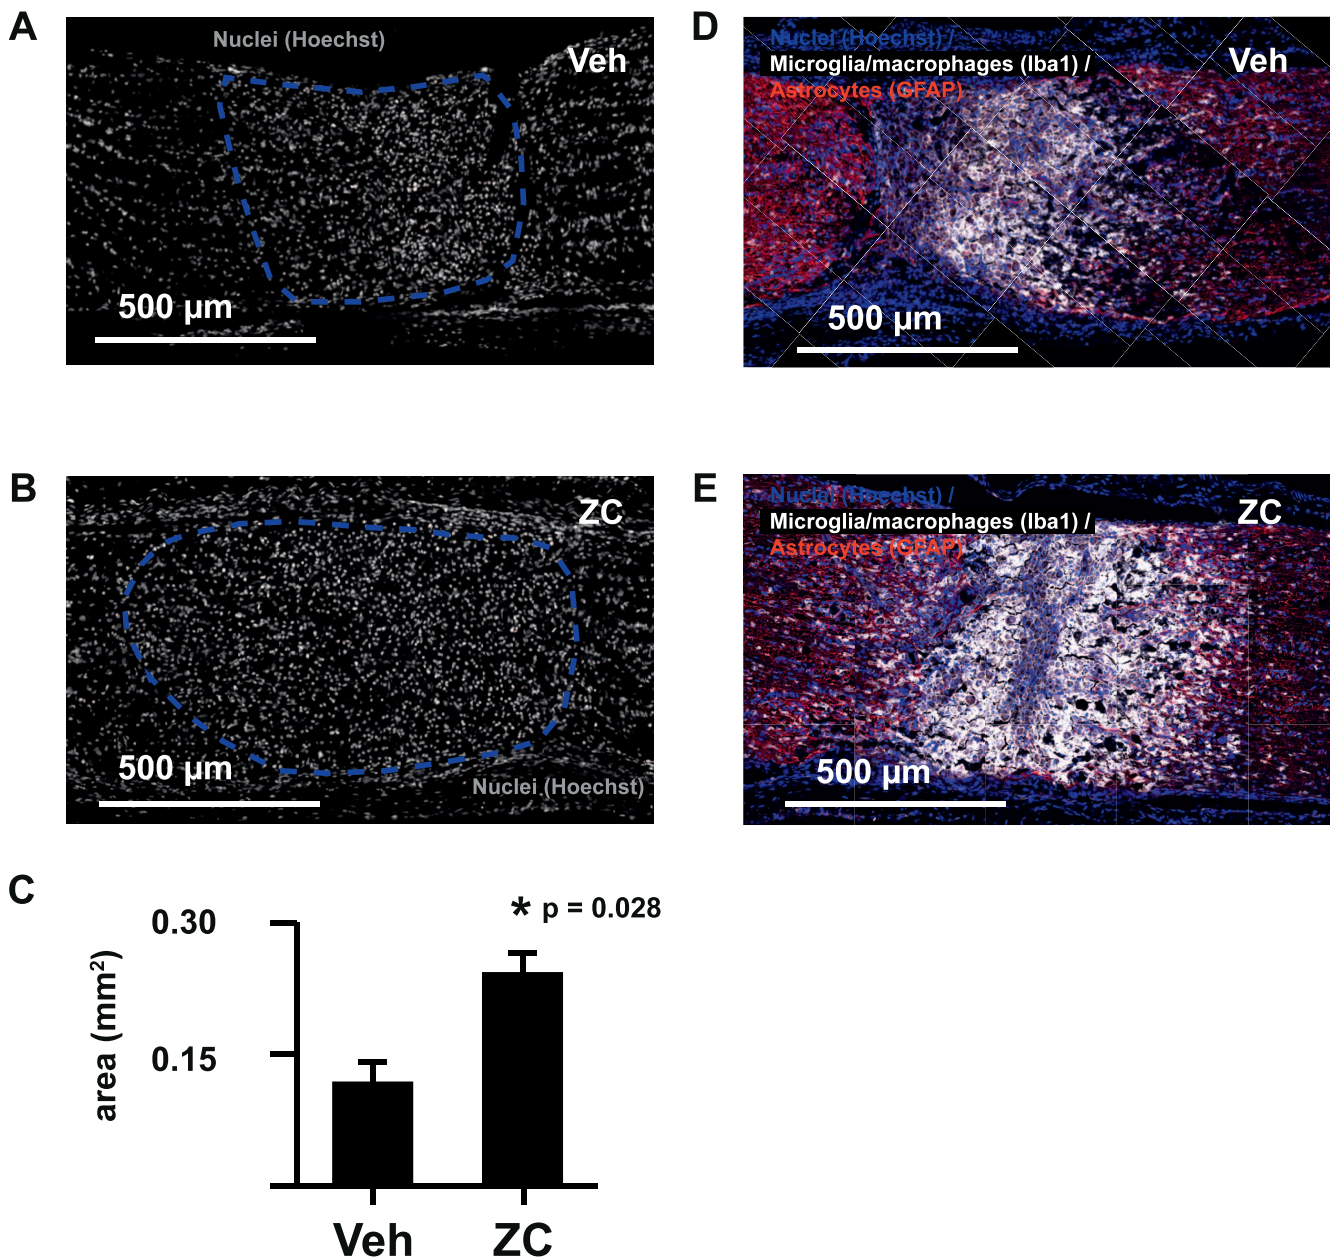 A
Nuclei (Hoechst)
Veh
500 µm
D
Nuclei (Hoechst) /
Microglia/macrophages (Iba1) /
Astrocytes (GFAP)
Veh
500 µm
B
ZC
500 µm
Nuclei (Hoechst)
E
Nuclei (Hoechst) /
Microglia/macrophages (Iba1) /
Astrocytes (GFAP)
ZC
500 µm
C
* p = 0.028
0.30
0.15
area (mm²)
Veh
ZC